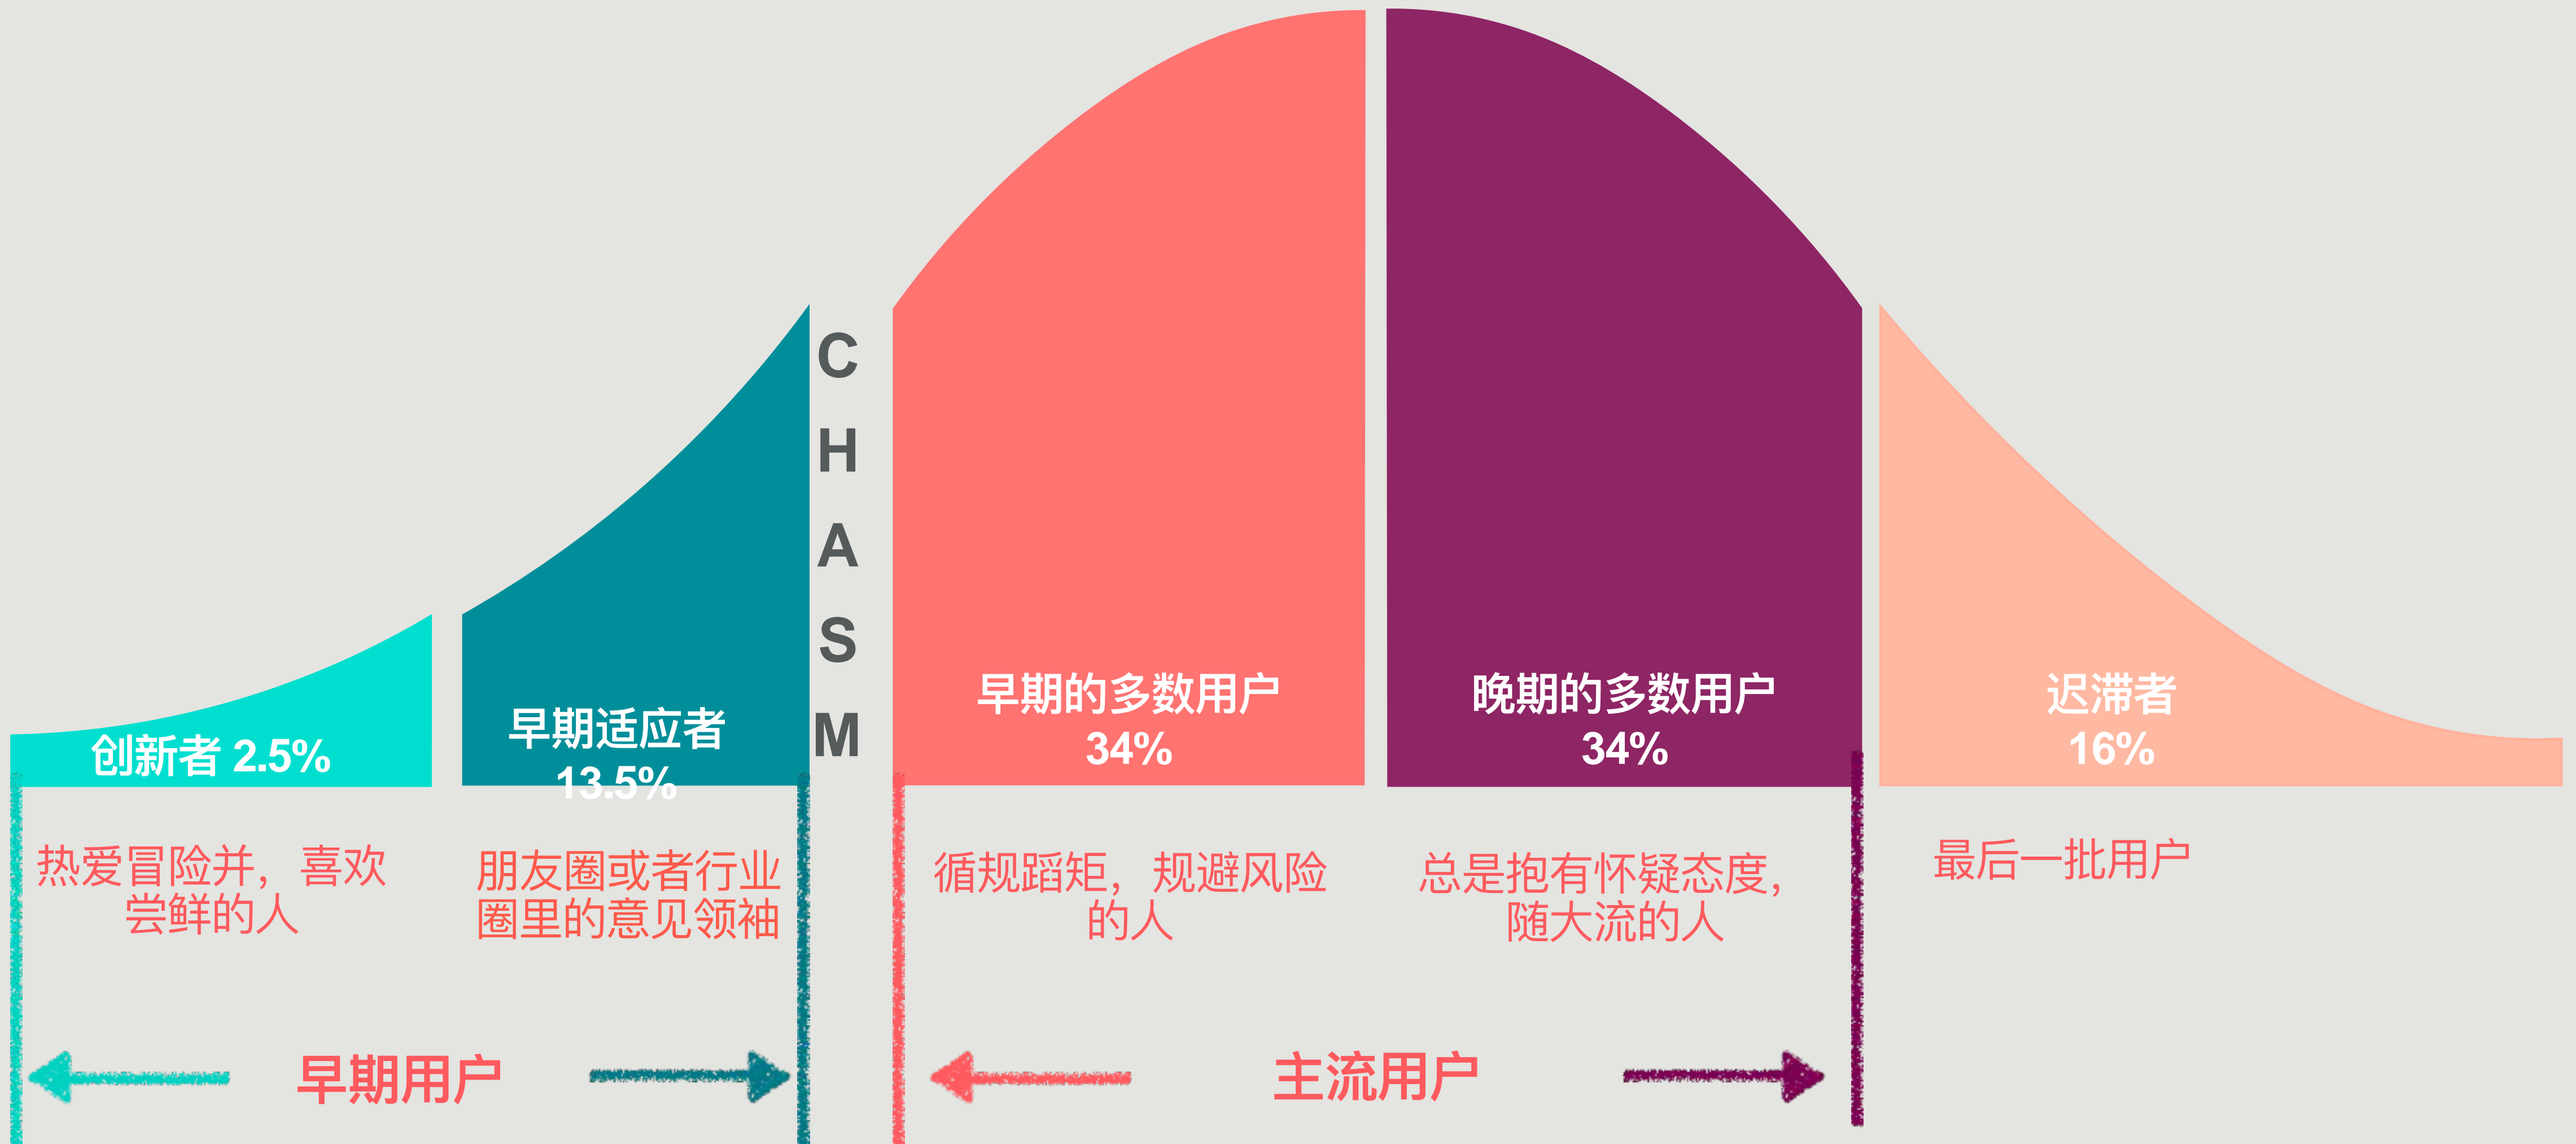 C
H
A
S
M
创新者 2.5%
早期适应者
13.5%
早期的多数用户
34%
晚期的多数用户
34%
迟滞者
16%
热爱冒险并，喜欢
尝鲜的人
朋友圈或者行业
圈里的意见领袖
循规蹈矩，规避风险
的人
总是抱有怀疑态度，
随大流的人
最后一批用户
早期用户
主流用户